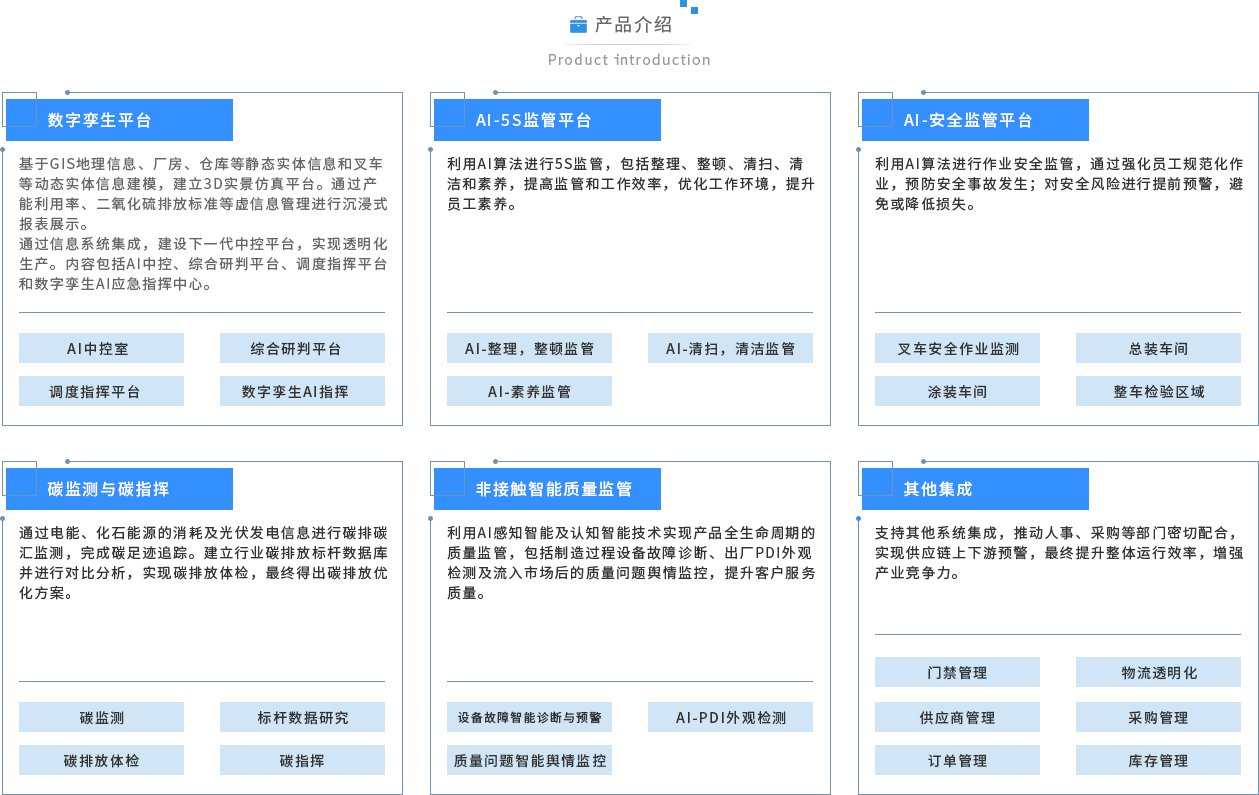 产品介绍
Product introduction
数字孪生平台
基于GIS地理信息、厂房、仓库等静态实体信息和叉车
等动态实体信息建模，建立3D实景仿真平台。通过产
能利用率、二氧化硫排放标准等虚信息管理进行沉浸式
报表展示。
通过信息系统集成，建设下一代中控平台，实现透明化
生产。内容包括AI中控、综合研判平台、调度指挥平台
和数字孪生AI应急指挥中心。
AI中控室
综合研判平台
调度指挥平台
数字孪生AI指挥
AI-5S监管平台
利用AI算法进行5S监管，包括整理、整顿、清扫、清
洁和素养，提高监管和工作效率，优化工作环境，提升
员工素养。
AI-整理，整顿监管
AI-清扫，清洁监管
AI-素养监管
AI-安全监管平台
利用AI算法进行作业安全监管，通过强化员工规范化作
业，预防安全事故发生；对安全风险进行提前预警，避
免或降低损失。
叉车安全作业监测
总装车间
涂装车间
整车检验区域
碳监测与碳指挥
通过电能、化石能源的消耗及光伏发电信息进行碳排碳
汇监测，完成碳足迹追踪。建立行业碳排放标杆数据库
并进行对比分析，实现碳排放体检，最终得出碳排放优
化方案。
碳监测
标杆数据研究
碳排放体检
碳指挥
非接触智能质量监管
利用AI感知智能及认知智能技术实现产品全生命周期的
质量监管，包括制造过程设备故障诊断、出厂PDI外观
检测及流入市场后的质量问题舆情监控，提升客户服务
质量。
设备故障智能诊断与预警
AI-PDI外观检测
质量问题智能舆情监控
其他集成
支持其他系统集成，推动人事、采购等部门密切配合，
实现供应链上下游预警，最终提升整体运行效率，增强
产业竞争力。
门禁管理
物流透明化
供应商管理
采购管理
订单管理
库存管理